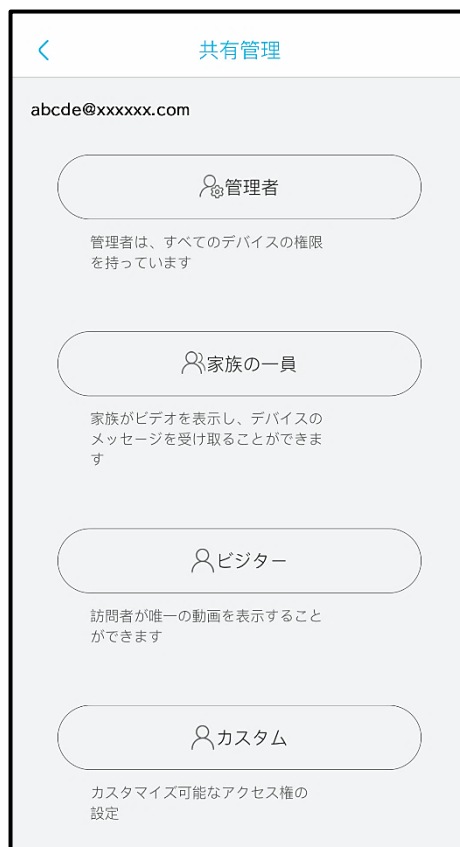 共有管理
abcde@xxxxxx.com
管理者
管理者は、すべてのデバイスの権限
を持っています
家族の一員
家族がビデオを表示し、デバイスの
メッセージを受け取ることができま
す
ビジター
訪問者が唯一の動画を表示すること
ができます
カスタム
カスタマイズ可能なアクセス権の
設定